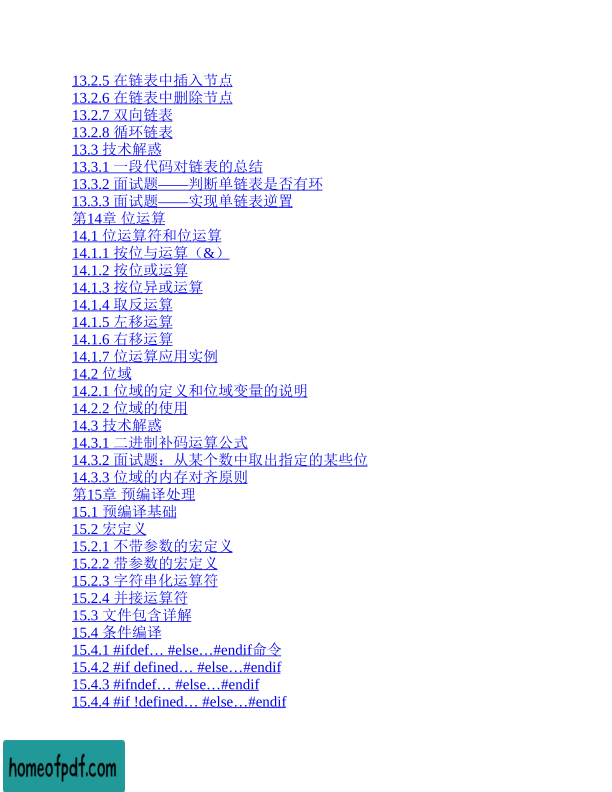 13.2.5 在链表中插入节点
13.2.6 在链表中删除节点
13.2.7 双向链表
13.2.8 循环链表
13.3 技术解惑
13.3.1 一段代码对链表的总结
13.3.2 面试题——判断单链表是否有环
13.3.3 面试题——实现单链表逆置
第14章 位运算
14.1 位运算符和位运算
14.1.1 按位与运算（&）
14.1.2 按位或运算
14.1.3 按位异或运算
14.1.4 取反运算
14.1.5 左移运算
14.1.6 右移运算
14.1.7 位运算应用实例
14.2 位域
14.2.1 位域的定义和位域变量的说明
14.2.2 位域的使用
14.3 技术解惑
14.3.1 二进制补码运算公式
14.3.2 面试题：从某个数中取出指定的某些位
14.3.3 位域的内存对齐原则
第15章 预编译处理
15.1 预编译基础
15.2 宏定义
15.2.1 不带参数的宏定义
15.2.2 带参数的宏定义
15.2.3 字符串化运算符
15.2.4 并接运算符
15.3 文件包含详解
15.4 条件编译
15.4.1 #ifdef… #else…#endif命令
15.4.2 #if defined… #else…#endif
15.4.3 #ifndef… #else…#endif
15.4.4 #if !defined… #else…#endif
homeofpdf.com